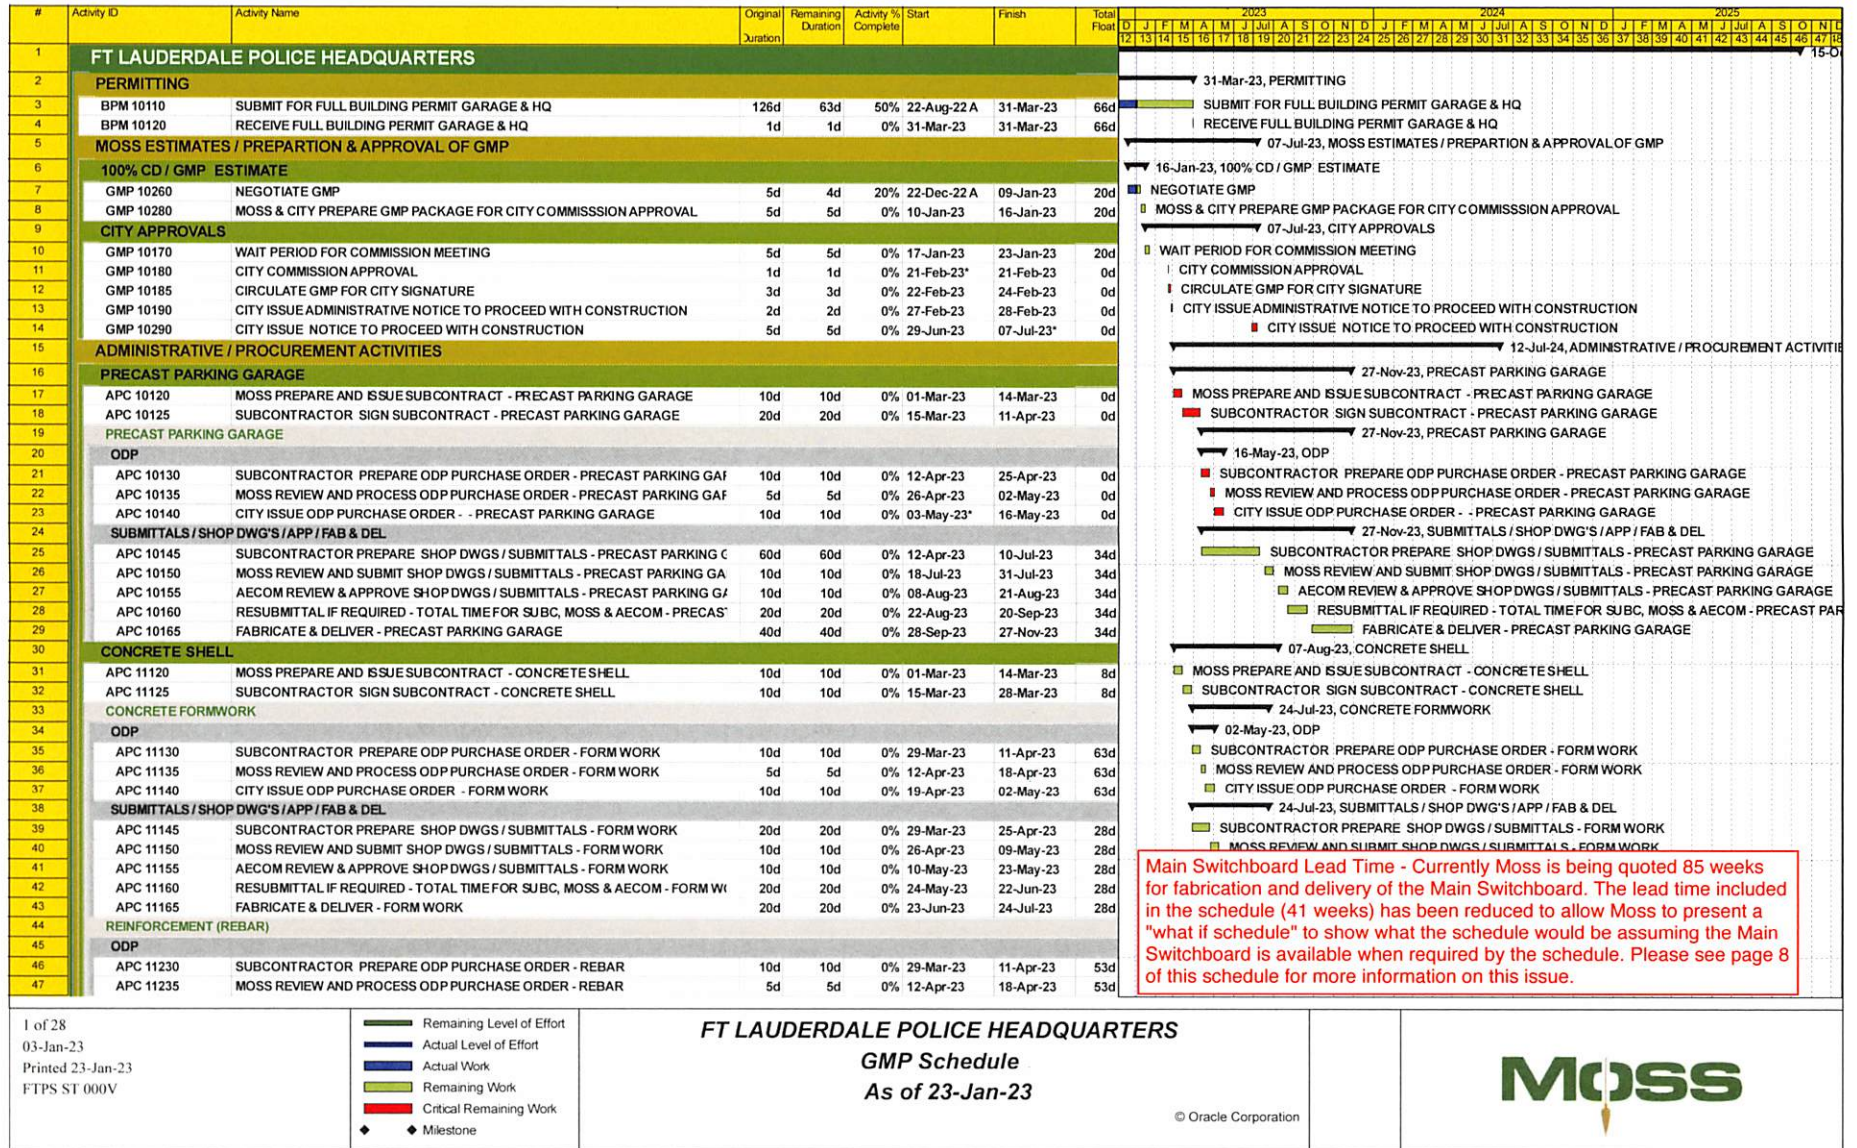 # Activity ID Activity Name Original Duration Remaining Duration Activity % Complete Start Finish Total Float 2023 2024 2025
D J F M A M J Jul A S O N D J F M A M J Jul A S O N D J F M A M J Jul A S O N D
12 13 14 15 16 17 18 19 20 21 22 23 24 25 26 27 28 29 30 31 32 33 34 35 36 37 38 39 40 41 42 43 44 45 46 47 48
1 FT LAUDERDALE POLICE HEADQUARTERS 15-O
2 PERMITTING 31-Mar-23, PERMITTING
3 BPM 10110 SUBMIT FOR FULL BUILDING PERMIT GARAGE & HQ 126d 63d 50% 22-Aug-22 A 31-Mar-23 66d SUBMIT FOR FULL BUILDING PERMIT GARAGE & HQ
4 BPM 10120 RECEIVE FULL BUILDING PERMIT GARAGE & HQ 1d 1d 0% 31-Mar-23 31-Mar-23 66d RECEIVE FULL BUILDING PERMIT GARAGE & HQ
5 MOSS ESTIMATES / PREPARTION & APPROVAL OF GMP 07-Jul-23, MOSS ESTIMATES / PREPARTION & APPROVAL OF GMP
6 100% CD / GMP ESTIMATE 16-Jan-23, 100% CD / GMP ESTIMATE
7 GMP 10260 NEGOTIATE GMP 5d 4d 20% 22-Dec-22 A 09-Jan-23 20d NEGOTIATE GMP
8 GMP 10280 MOSS & CITY PREPARE GMP PACKAGE FOR CITY COMMISSSION APPROVAL 5d 5d 0% 10-Jan-23 16-Jan-23 20d MOSS & CITY PREPARE GMP PACKAGE FOR CITY COMMISSSION APPROVAL
9 CITY APPROVALS 07-Jul-23, CITY APPROVALS
10 GMP 10170 WAIT PERIOD FOR COMMISSION MEETING 5d 5d 0% 17-Jan-23 23-Jan-23 20d WAIT PERIOD FOR COMMISSION MEETING
11 GMP 10180 CITY COMMISSION APPROVAL 1d 1d 0% 21-Feb-23* 21-Feb-23 0d CITY COMMISSION APPROVAL
12 GMP 10185 CIRCULATE GMP FOR CITY SIGNATURE 3d 3d 0% 22-Feb-23 24-Feb-23 0d CIRCULATE GMP FOR CITY SIGNATURE
13 GMP 10190 CITY ISSUE ADMINISTRATIVE NOTICE TO PROCEED WITH CONSTRUCTION 2d 2d 0% 27-Feb-23 28-Feb-23 0d CITY ISSUE ADMINISTRATIVE NOTICE TO PROCEED WITH CONSTRUCTION
14 GMP 10290 CITY ISSUE NOTICE TO PROCEED WITH CONSTRUCTION 5d 5d 0% 29-Jun-23 07-Jul-23* 0d CITY ISSUE NOTICE TO PROCEED WITH CONSTRUCTION
15 ADMINISTRATIVE / PROCUREMENT ACTIVITIES 12-Jul-24, ADMINISTRATIVE / PROCUREMENT ACTIVITIE
16 PRECAST PARKING GARAGE 27-Nov-23, PRECAST PARKING GARAGE
17 APC 10120 MOSS PREPARE AND ISSUE SUBCONTRACT - PRECAST PARKING GARAGE 10d 10d 0% 01-Mar-23 14-Mar-23 0d MOSS PREPARE AND ISSUE SUBCONTRACT - PRECAST PARKING GARAGE
18 APC 10125 SUBCONTRACTOR SIGN SUBCONTRACT - PRECAST PARKING GARAGE 20d 20d 0% 15-Mar-23 11-Apr-23 0d SUBCONTRACTOR SIGN SUBCONTRACT - PRECAST PARKING GARAGE
19 PRECAST PARKING GARAGE 27-Nov-23, PRECAST PARKING GARAGE
20 ODP 16-May-23, ODP
21 APC 10130 SUBCONTRACTOR PREPARE ODP PURCHASE ORDER - PRECAST PARKING GAF 10d 10d 0% 12-Apr-23 25-Apr-23 0d SUBCONTRACTOR PREPARE ODP PURCHASE ORDER - PRECAST PARKING GARAGE
22 APC 10135 MOSS REVIEW AND PROCESS ODP PURCHASE ORDER - PRECAST PARKING GAF 5d 5d 0% 26-Apr-23 02-May-23 0d MOSS REVIEW AND PROCESS ODP PURCHASE ORDER - PRECAST PARKING GARAGE
23 APC 10140 CITY ISSUE ODP PURCHASE ORDER - - PRECAST PARKING GARAGE 10d 10d 0% 03-May-23* 16-May-23 0d CITY ISSUE ODP PURCHASE ORDER - - PRECAST PARKING GARAGE
24 SUBMITTALS / SHOP DWG'S / APP / FAB & DEL 27-Nov-23, SUBMITTALS / SHOP DWG'S / APP / FAB & DEL
25 APC 10145 SUBCONTRACTOR PREPARE SHOP DWGS / SUBMITTALS - PRECAST PARKING G 60d 60d 0% 12-Apr-23 10-Jul-23 34d SUBCONTRACTOR PREPARE SHOP DWGS / SUBMITTALS - PRECAST PARKING GARAGE
26 APC 10150 MOSS REVIEW AND SUBMIT SHOP DWGS / SUBMITTALS - PRECAST PARKING GA 10d 10d 0% 18-Jul-23 31-Jul-23 34d MOSS REVIEW AND SUBMIT SHOP DWGS / SUBMITTALS - PRECAST PARKING GARAGE
27 APC 10155 AECOM REVIEW & APPROVE SHOP DWGS / SUBMITTALS - PRECAST PARKING GA 10d 10d 0% 08-Aug-23 21-Aug-23 34d AECOM REVIEW & APPROVE SHOP DWGS / SUBMITTALS - PRECAST PARKING GARAGE
28 APC 10160 RESUBMITTAL IF REQUIRED - TOTAL TIME FOR SUBC, MOSS & AECOM - PRECAS 20d 20d 0% 22-Aug-23 20-Sep-23 34d RESUBMITTAL IF REQUIRED - TOTAL TIME FOR SUBC, MOSS & AECOM - PRECAST PAR
29 APC 10165 FABRICATE & DELIVER - PRECAST PARKING GARAGE 40d 40d 0% 28-Sep-23 27-Nov-23 34d FABRICATE & DELIVER - PRECAST PARKING GARAGE
30 CONCRETE SHELL 07-Aug-23, CONCRETE SHELL
31 APC 11120 MOSS PREPARE AND ISSUE SUBCONTRACT - CONCRETE SHELL 10d 10d 0% 01-Mar-23 14-Mar-23 8d MOSS PREPARE AND ISSUE SUBCONTRACT - CONCRETE SHELL
32 APC 11125 SUBCONTRACTOR SIGN SUBCONTRACT - CONCRETE SHELL 10d 10d 0% 15-Mar-23 28-Mar-23 8d SUBCONTRACTOR SIGN SUBCONTRACT - CONCRETE SHELL
33 CONCRETE FORMWORK 24-Jul-23, CONCRETE FORMWORK
34 ODP 02-May-23, ODP
35 APC 11130 SUBCONTRACTOR PREPARE ODP PURCHASE ORDER - FORM WORK 10d 10d 0% 29-Mar-23 11-Apr-23 63d SUBCONTRACTOR PREPARE ODP PURCHASE ORDER - FORM WORK
36 APC 11135 MOSS REVIEW AND PROCESS ODP PURCHASE ORDER - FORM WORK 5d 5d 0% 12-Apr-23 18-Apr-23 63d MOSS REVIEW AND PROCESS ODP PURCHASE ORDER - FORM WORK
37 APC 11140 CITY ISSUE ODP PURCHASE ORDER - FORM WORK 10d 10d 0% 19-Apr-23 02-May-23 63d CITY ISSUE ODP PURCHASE ORDER - FORM WORK
38 SUBMITTALS / SHOP DWG'S / APP / FAB & DEL 24-Jul-23, SUBMITTALS / SHOP DWG'S / APP / FAB & DEL
39 APC 11145 SUBCONTRACTOR PREPARE SHOP DWGS / SUBMITTALS - FORM WORK 20d 20d 0% 29-Mar-23 25-Apr-23 28d SUBCONTRACTOR PREPARE SHOP DWGS / SUBMITTALS - FORM WORK
40 APC 11150 MOSS REVIEW AND SUBMIT SHOP DWGS / SUBMITTALS - FORM WORK 10d 10d 0% 26-Apr-23 09-May-23 28d MOSS REVIEW AND SUBMIT SHOP DWGS / SUBMITTALS - FORM WORK
41 APC 11155 AECOM REVIEW & APPROVE SHOP DWGS / SUBMITTALS - FORM WORK 10d 10d 0% 10-May-23 23-May-23 28d
42 APC 11160 RESUBMITTAL IF REQUIRED - TOTAL TIME FOR SUBC, MOSS & AECOM - FORM W 20d 20d 0% 24-May-23 22-Jun-23 28d
43 APC 11165 FABRICATE & DELIVER - FORM WORK 20d 20d 0% 23-Jun-23 24-Jul-23 28d
44 REINFORCEMENT (REBAR)
45 ODP
46 APC 11230 SUBCONTRACTOR PREPARE ODP PURCHASE ORDER - REBAR 10d 10d 0% 29-Mar-23 11-Apr-23 53d
47 APC 11235 MOSS REVIEW AND PROCESS ODP PURCHASE ORDER - REBAR 5d 5d 0% 12-Apr-23 18-Apr-23 53d
Main Switchboard Lead Time - Currently Moss is being quoted 85 weeks
for fabrication and delivery of the Main Switchboard. The lead time included
in the schedule (41 weeks) has been reduced to allow Moss to present a
"what if schedule" to show what the schedule would be assuming the Main
Switchboard is available when required by the schedule. Please see page 8
of this schedule for more information on this issue.
1 of 28
03-Jan-23
Printed 23-Jan-23
FTPS ST 000V
Remaining Level of Effort
Actual Level of Effort
Actual Work
Remaining Work
Critical Remaining Work
Milestone
FT LAUDERDALE POLICE HEADQUARTERS
GMP Schedule
As of 23-Jan-23
© Oracle Corporation
MOSS